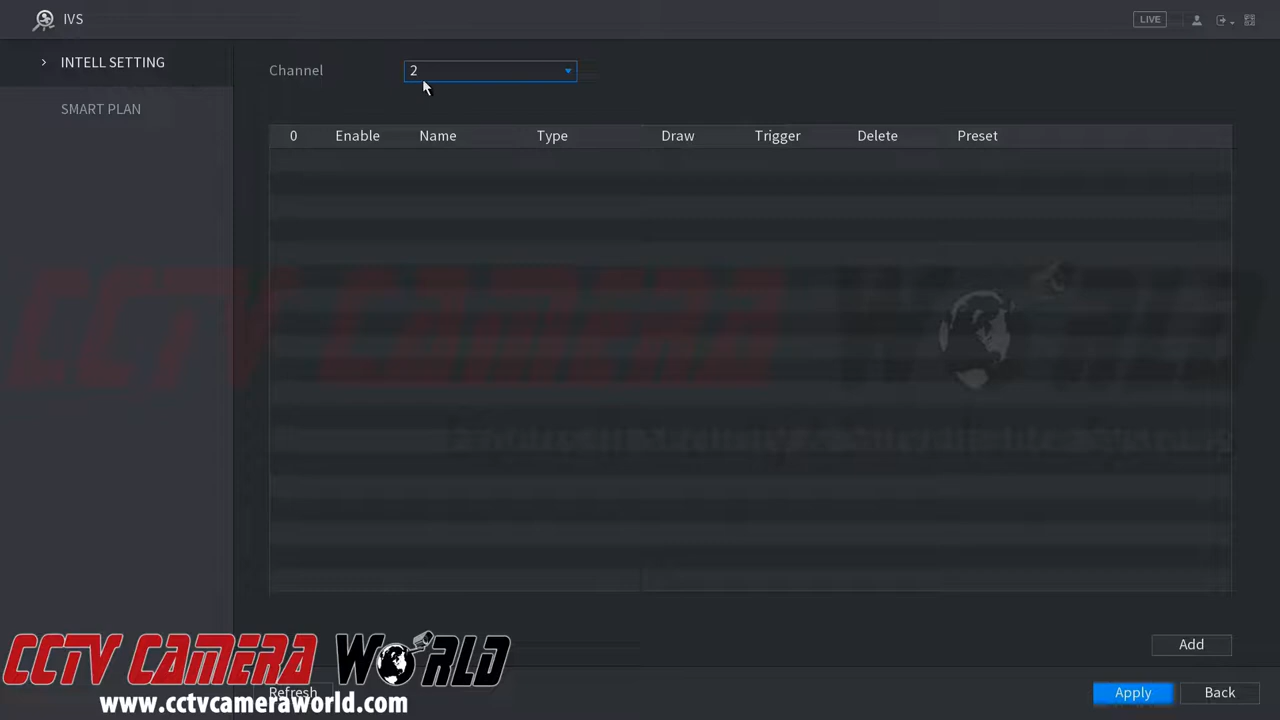 IVS
LIVE
INTELL SETTING
SMART PLAN
Channel 2
0 Enable Name Type Draw Trigger Delete Preset
CCTV CAMERA WORLD
Add
CCTV CAMERA WORLD
www.cctvcameraworld.com
Refresh
Apply Back